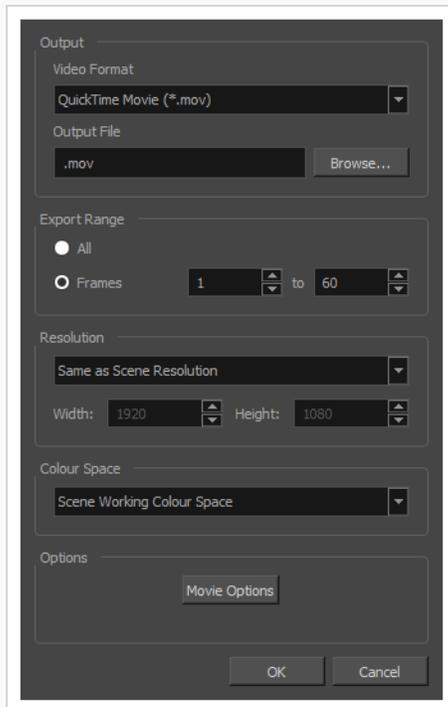 Output
Video Format
QuickTime Movie (*.mov)
Output File
.mov Browse...
Export Range
All
Frames 1 to 60
Resolution
Same as Scene Resolution
Width: 1920 Height: 1080
Colour Space
Scene Working Colour Space
Options
Movie Options
OK Cancel